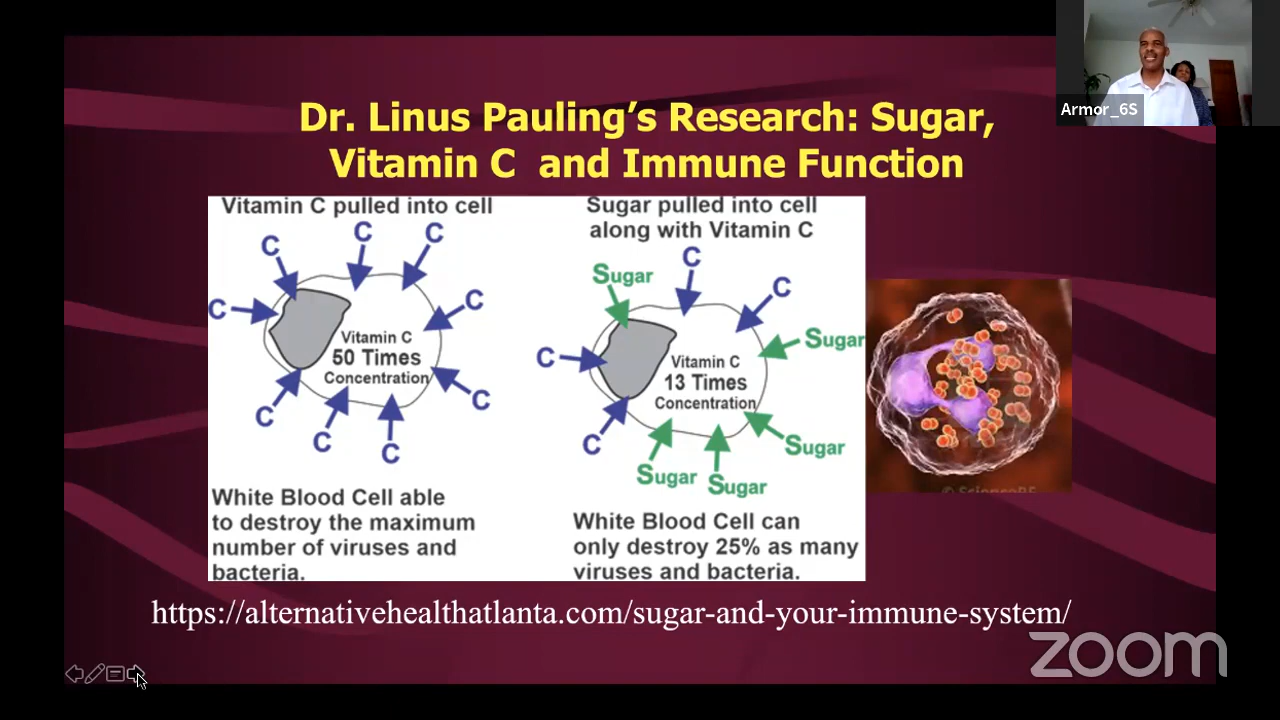 Dr. Linus Pauling’s Research: Sugar,
Vitamin C and Immune Function
Armor_6S
Vitamin C pulled into cell
C
C
C
C
C
C
C
C
C
Vitamin C
50 Times
Concentration
White Blood Cell able
to destroy the maximum
number of viruses and
bacteria.
Sugar pulled into cell
along with Vitamin C
C
Sugar
C
Sugar
C
Vitamin C
13 Times
Concentration
C
Sugar
Sugar
Sugar
White Blood Cell can
only destroy 25% as many
viruses and bacteria.
https://alternativehealthatlanta.com/sugar-and-your-immune-system/
zoom